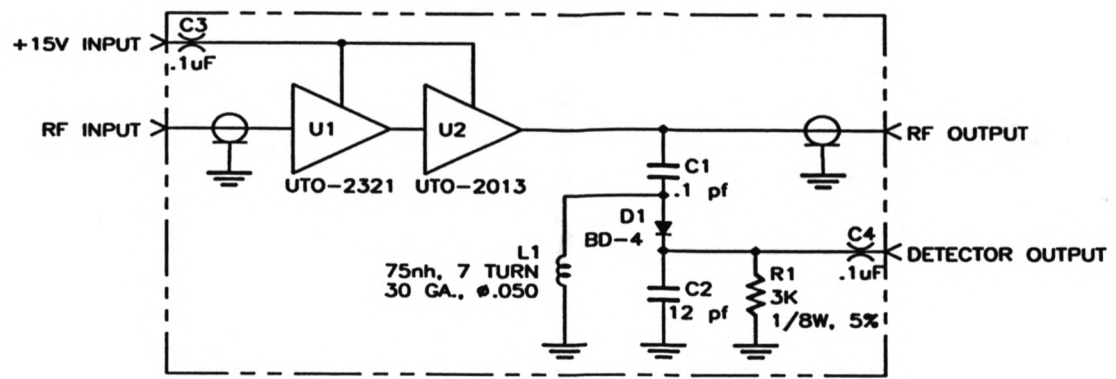 C3
+15V INPUT
.1uF
RF INPUT
U1
U2
RF OUTPUT
UTO-2321
UTO-2013
C1
.1 pf
D1
BD-4
C4
.1uF
DETECTOR OUTPUT
L1
75nh, 7 TURN
30 GA., ø.050
C2
12 pf
R1
3K
1/8W, 5%